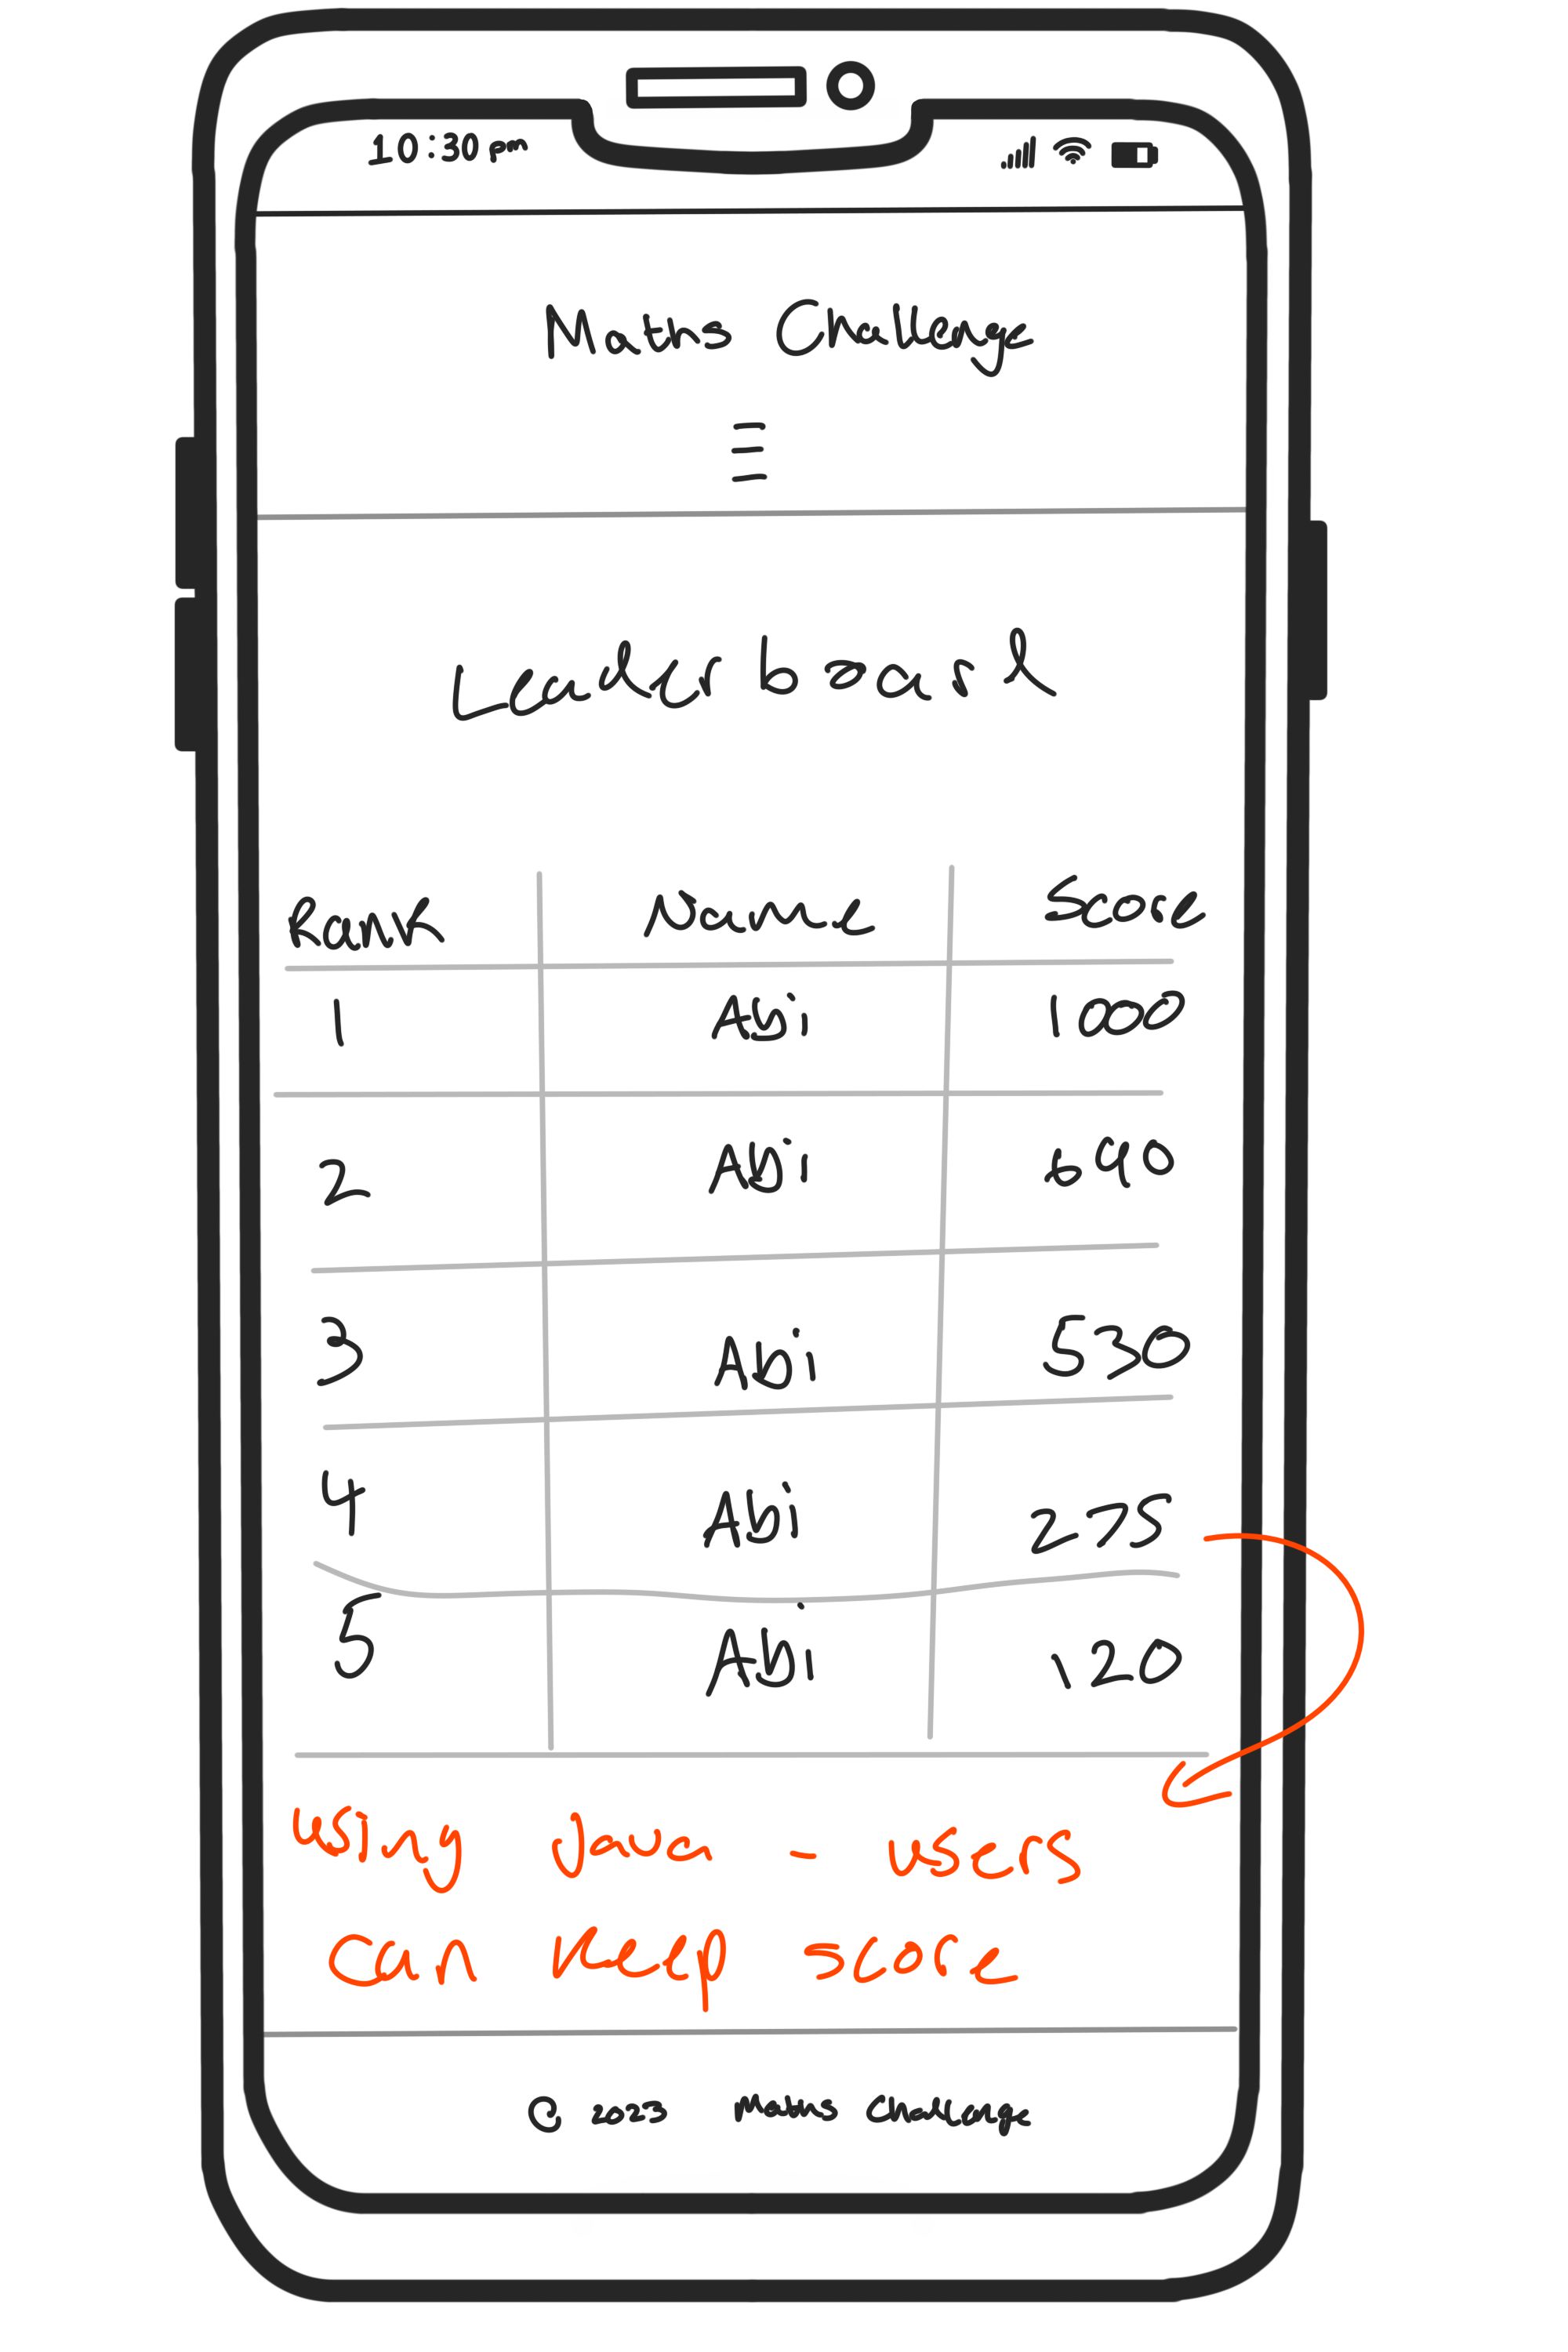 10:30 pm
Maths Challenge
Leaderboard
Rank Name Score
1 Abi 1000
2 Abi 690
3 Abi 530
4 Abi 275
5 Abi 120
Using Java - users
can keep score
© 2023 Maths Challenge